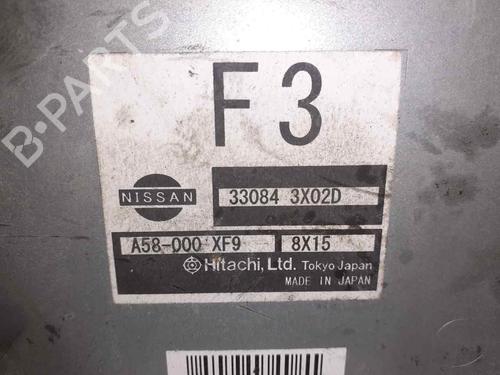 B-PARTS
F3
NISSAN
33084 3X02D
A58-000 XF9 8X15
Hitachi, Ltd. Tokyo Japan
MADE IN JAPAN